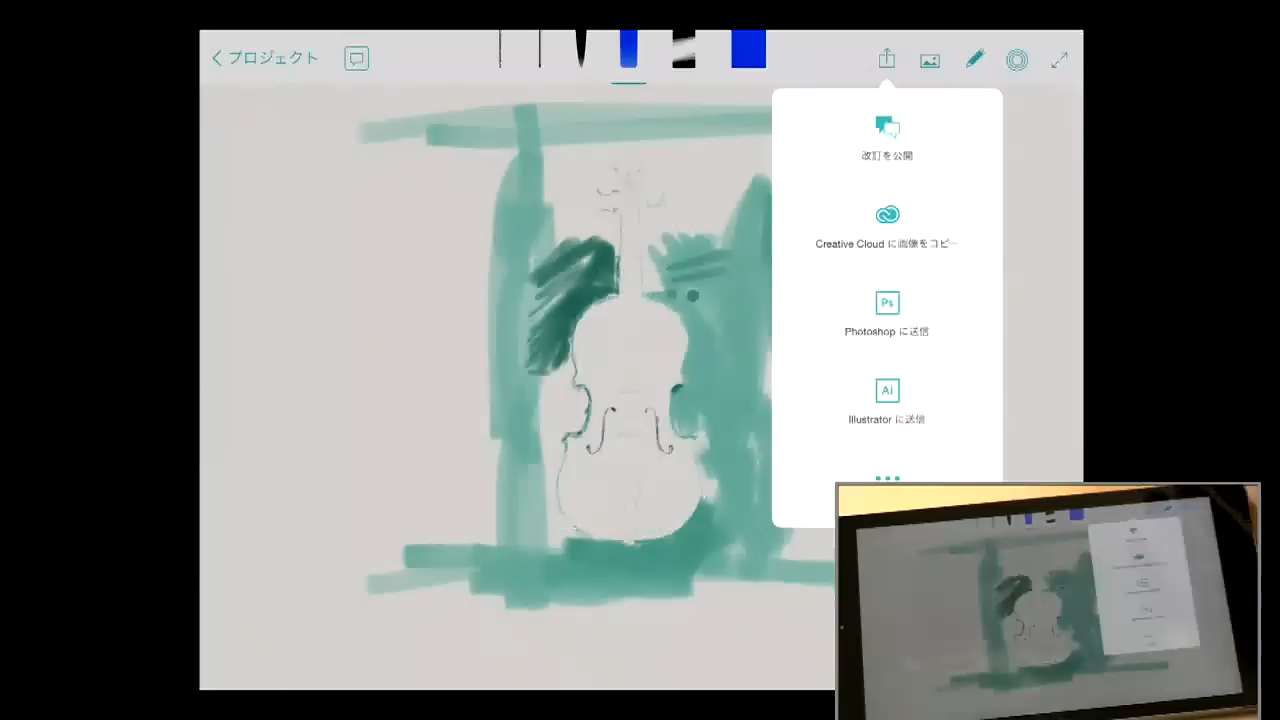 プロジェクト
改訂を公開
Creative Cloud に画像をコピー
Ps
Photoshop に送信
Ai
Illustrator に送信